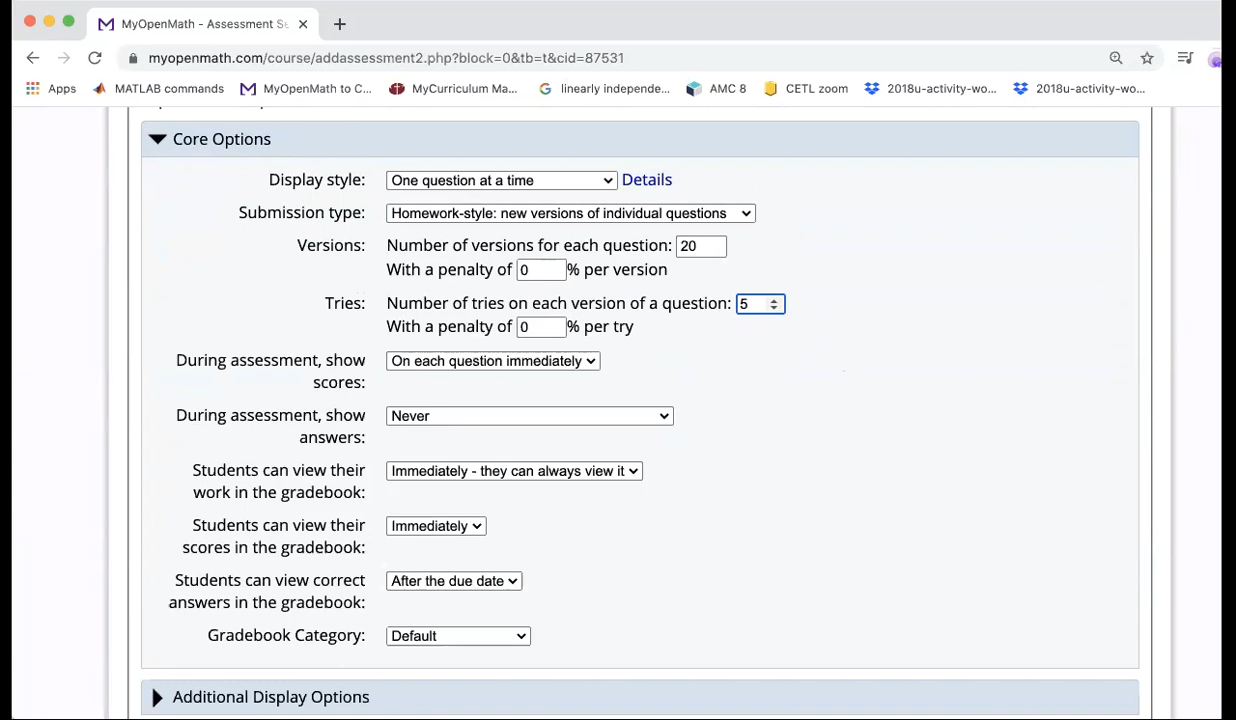 MyOpenMath - Assessment Se
myopenmath.com/course/addassessment2.php?block=0&tb=t&cid=87531
Apps MATLAB commands MyOpenMath to C... MyCurriculum Ma... linearly independe... AMC 8 CETL zoom 2018u-activity-wo... 2018u-activity-wo...
Core Options
Display style: One question at a time Details
Submission type: Homework-style: new versions of individual questions
Versions: Number of versions for each question: 20
With a penalty of 0 % per version
Tries: Number of tries on each version of a question: 5
With a penalty of 0 % per try
During assessment, show scores: On each question immediately
During assessment, show answers: Never
Students can view their work in the gradebook: Immediately - they can always view it
Students can view their scores in the gradebook: Immediately
Students can view correct answers in the gradebook: After the due date
Gradebook Category: Default
Additional Display Options